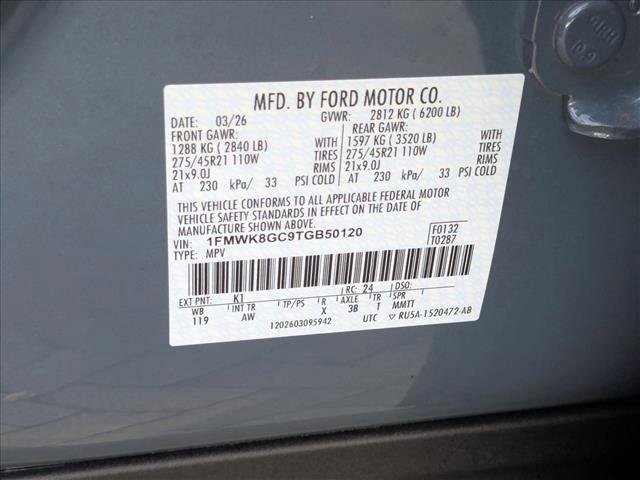 MFD. BY FORD MOTOR CO.
DATE: 03/26 GVWR: 2812 KG ( 6200 LB)
FRONT GAWR: REAR GAWR:
1288 KG ( 2840 LB) 1597 KG ( 3520 LB) WITH
275/45R21 110W TIRES 275/45R21 110W TIRES
21x9.0J RIMS 21x9.0J RIMS
AT 230 kPa/ 33 PSI COLD AT 230 kPa/ 33 PSI COLD
THIS VEHICLE CONFORMS TO ALL APPLICABLE FEDERAL MOTOR
VEHICLE SAFETY STANDARDS IN EFFECT ON THE DATE OF
MANUFACTURE SHOWN ABOVE.
VIN: 1FMWK8GC9TGB50120 F0132
TYPE: MPV T0287
EXT PNT: K1 RC: 24 DSO:
WB INT TR TP/PS R AXLE TR SPR
119 AW X 3B T MMTT
1202603095942 UTC ▽ RU5A-1520472-AB